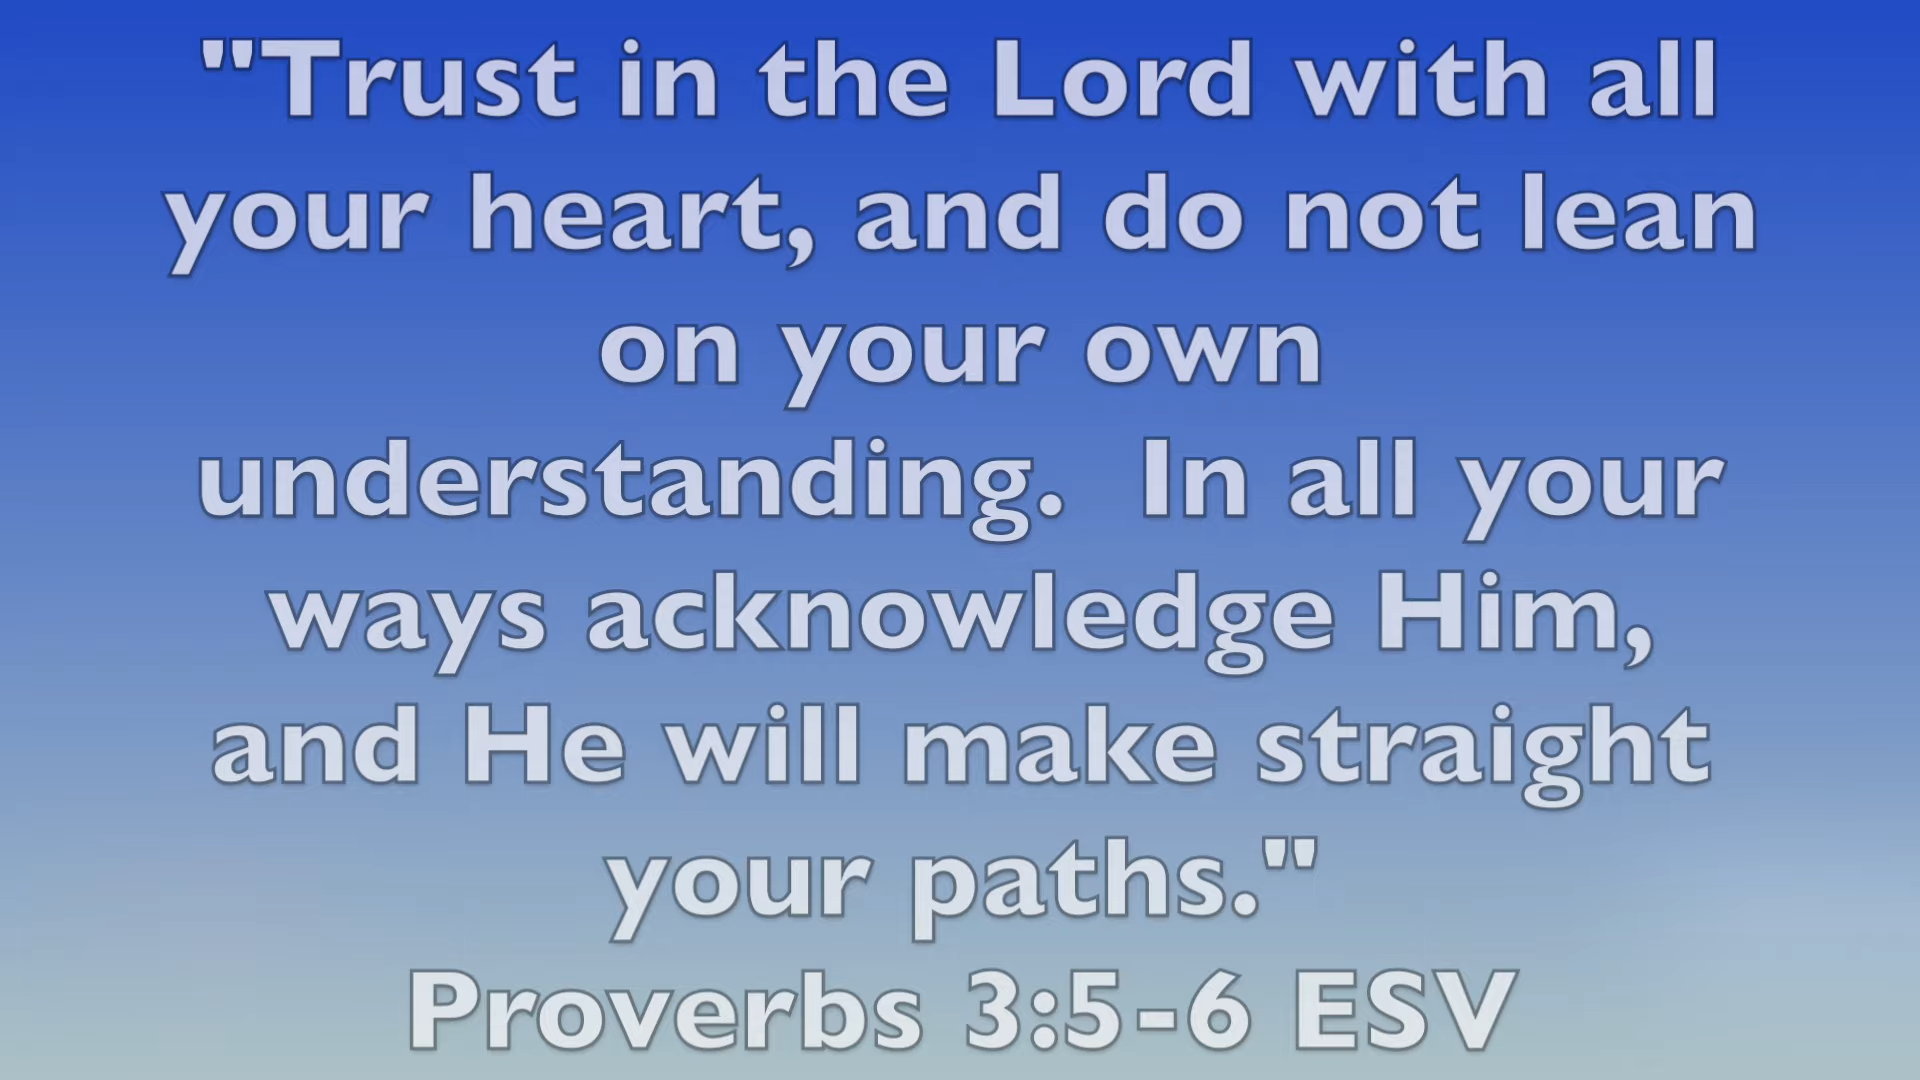 "Trust in the Lord with all
your heart, and do not lean
on your own
understanding.  In all your
ways acknowledge Him,
and He will make straight
your paths."
Proverbs 3:5-6 ESV